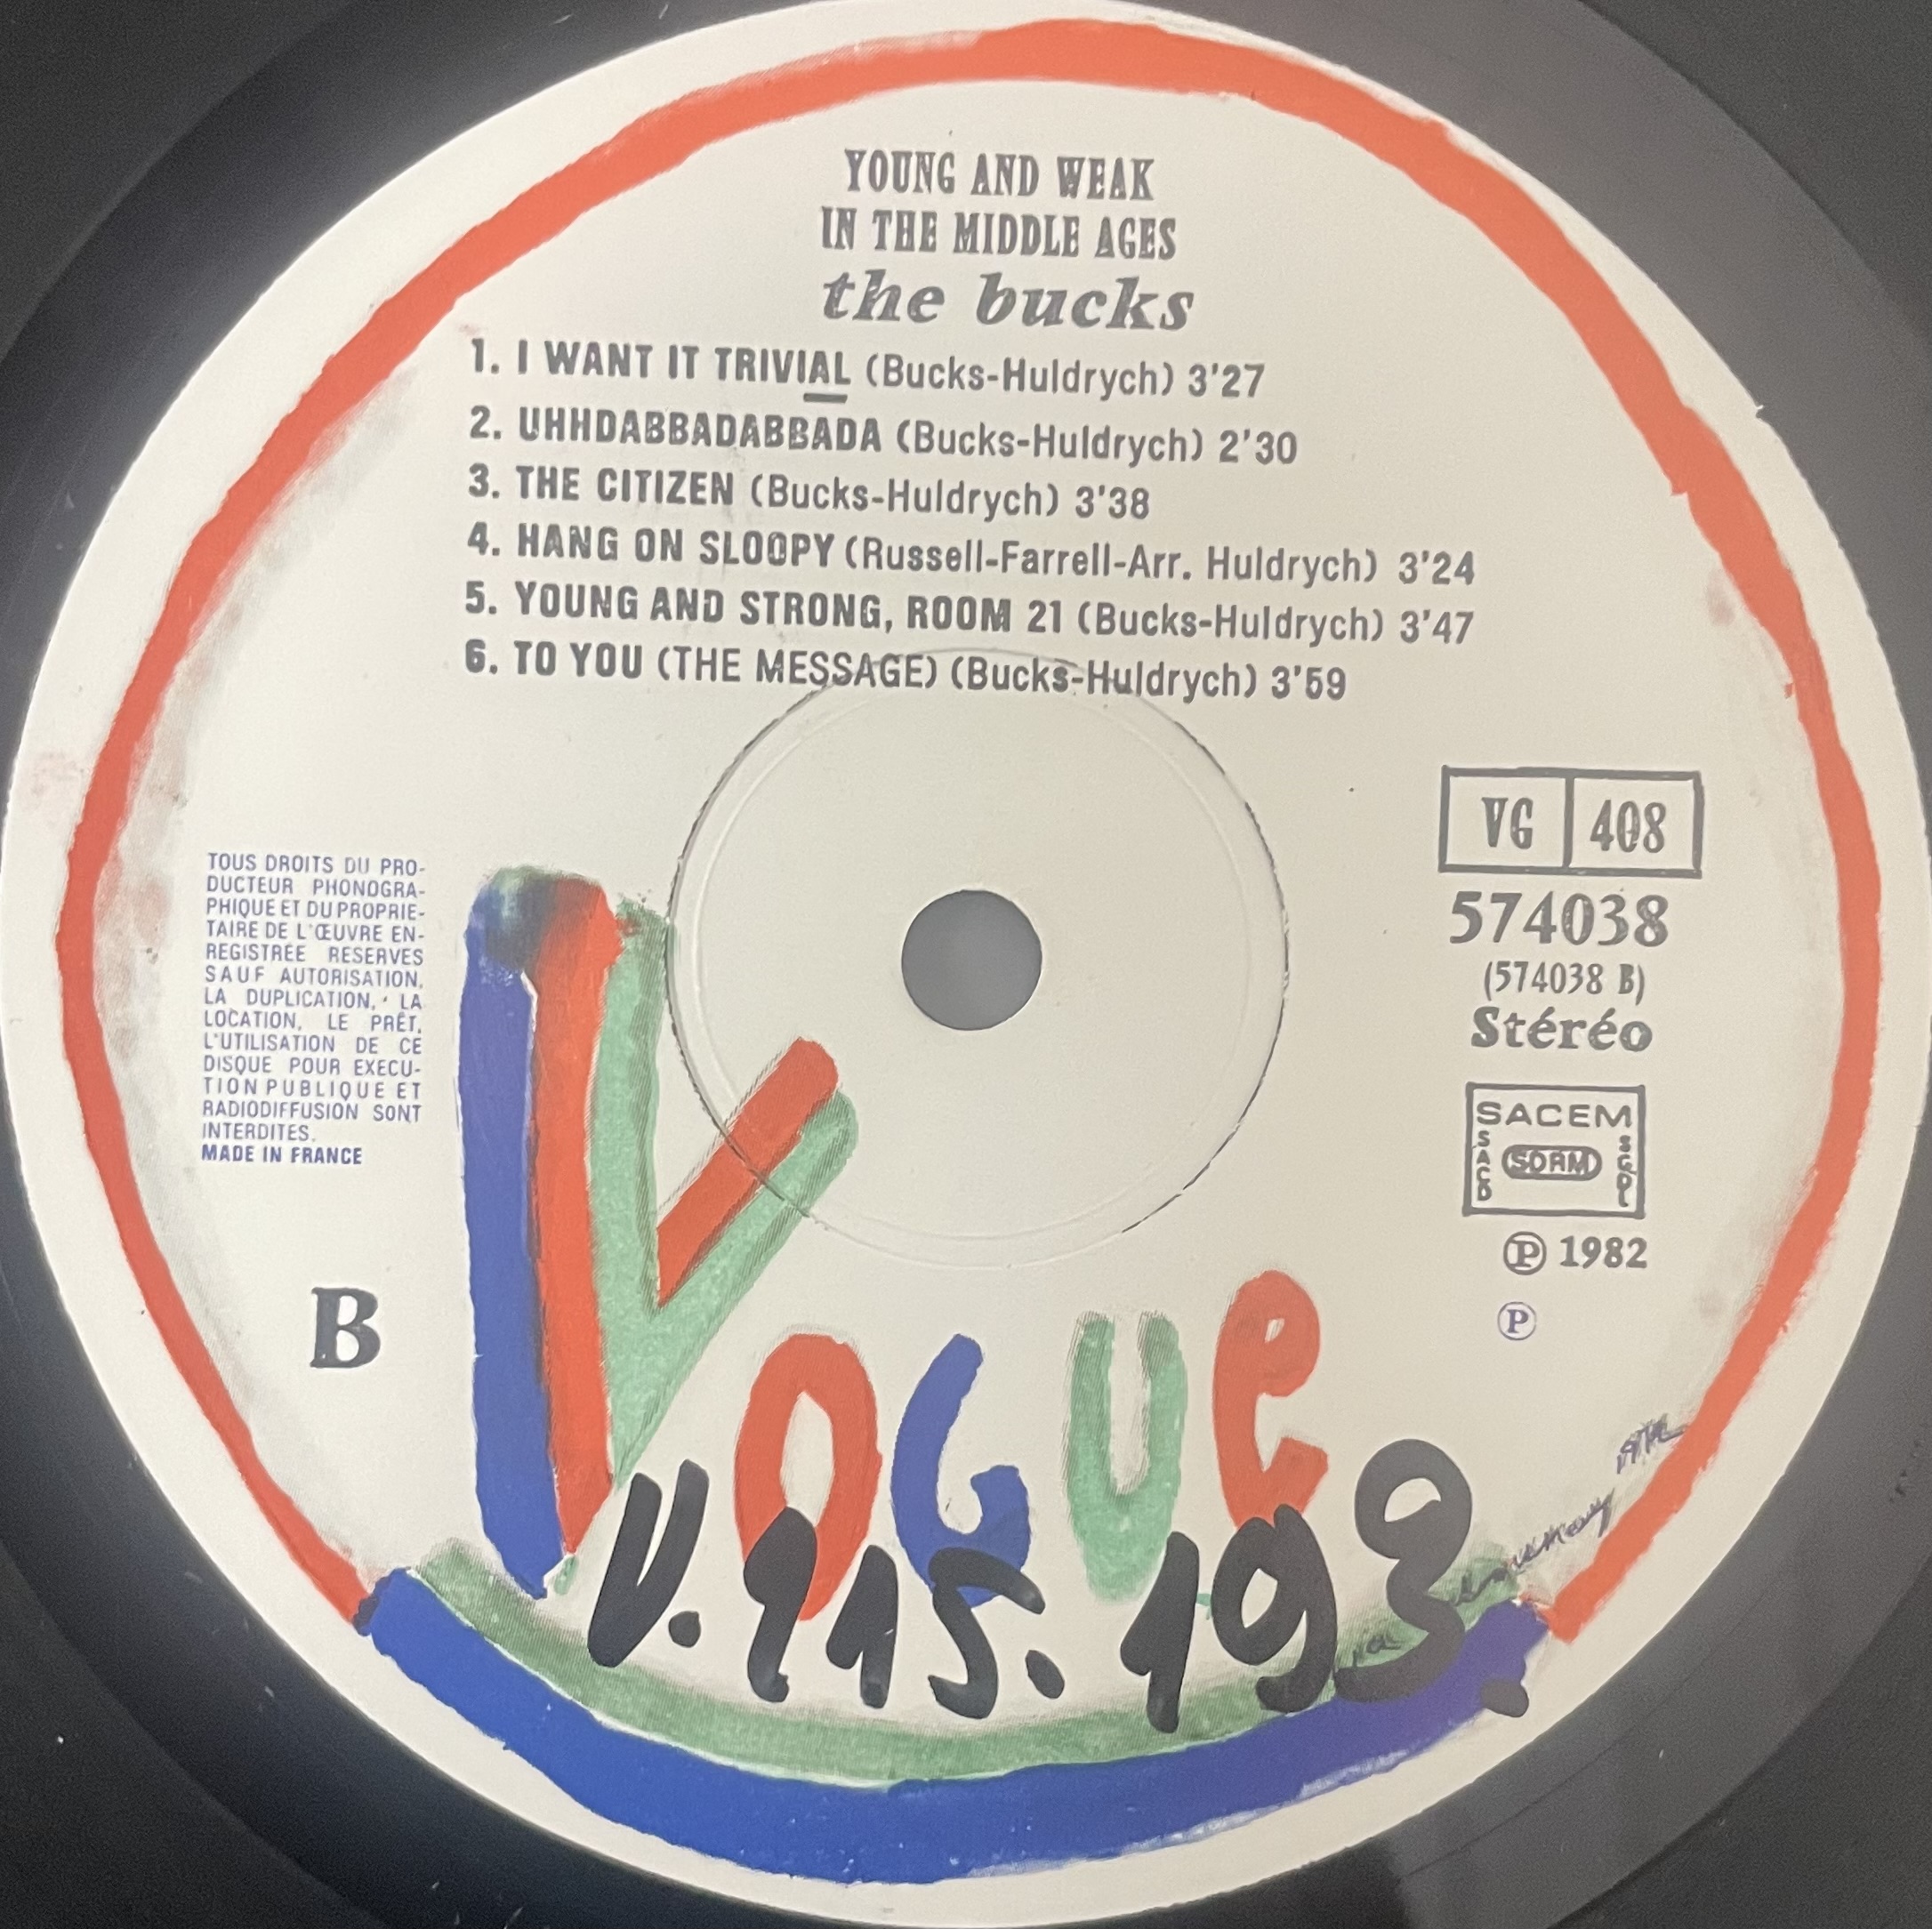 YOUNG AND WEAK
IN THE MIDDLE AGES
the bucks
1. I WANT IT TRIVIAL (Bucks-Huldrych) 3'27
2. UHHDABBADABBADA (Bucks-Huldrych) 2'30
3. THE CITIZEN (Bucks-Huldrych) 3'38
4. HANG ON SLOOPY (Russell-Farrell-Arr. Huldrych) 3'24
5. YOUNG AND STRONG, ROOM 21 (Bucks-Huldrych) 3'47
6. TO YOU (THE MESSAGE) (Bucks-Huldrych) 3'59
VG 408
574038
(574038 B)
Stéréo
SACEM
SACD SDRM SGDL
℗ 1982
℗
TOUS DROITS DU PRO-
DUCTEUR PHONOGRA-
PHIQUE ET DU PROPRIE-
TAIRE DE L'ŒUVRE EN-
REGISTRÉE RESERVES
SAUF AUTORISATION,
LA DUPLICATION, LA
LOCATION, LE PRÊT,
L'UTILISATION DE CE
DISQUE POUR EXECU-
TION PUBLIQUE ET
RADIODIFFUSION SONT
INTERDITES.
MADE IN FRANCE
B
VOGUe